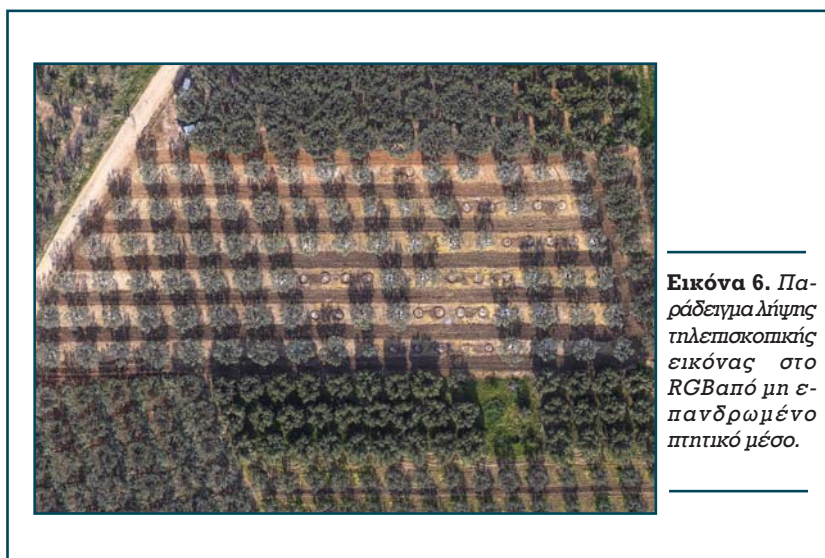 Εικόνα 6. Πα-
ράδειγμα λήψης
τηλεπισκοπικής
εικόνας στο
RGBαπό μη ε-
πανδρωμένο
πτητικό μέσο.